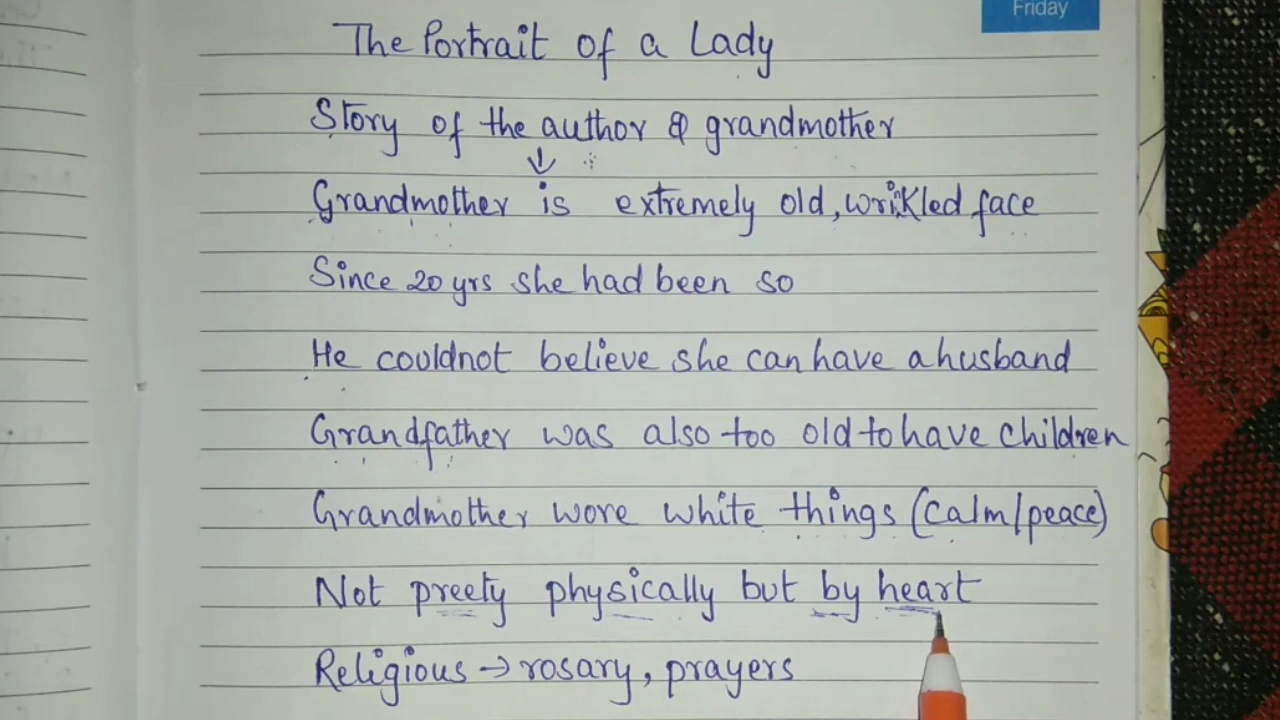 Friday
The Portrait of a Lady
Story of the author & grandmother
↓
Grandmother is extremely old, wrikled face
Since 20 yrs she had been so
He couldnot believe she can have a husband
Grandfather was also too old to have children
Grandmother wore white things (calm/peace)
Not preety physically but by heart
Religious → rosary, prayers